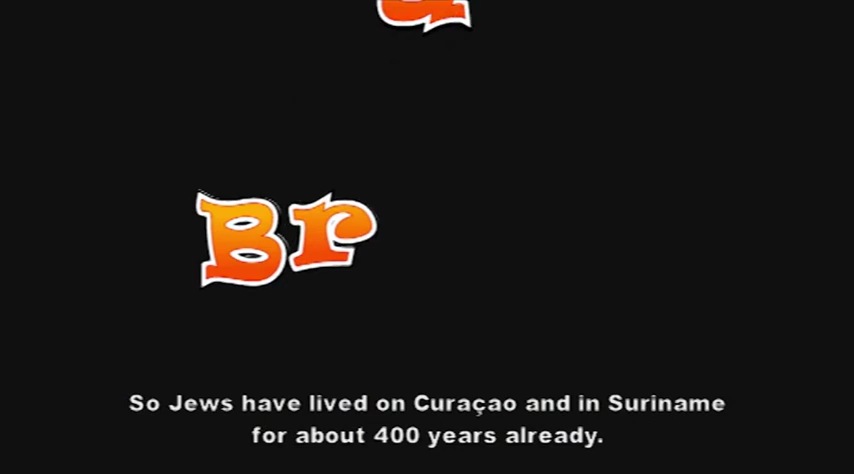 Br
So Jews have lived on Curaçao and in Suriname
for about 400 years already.